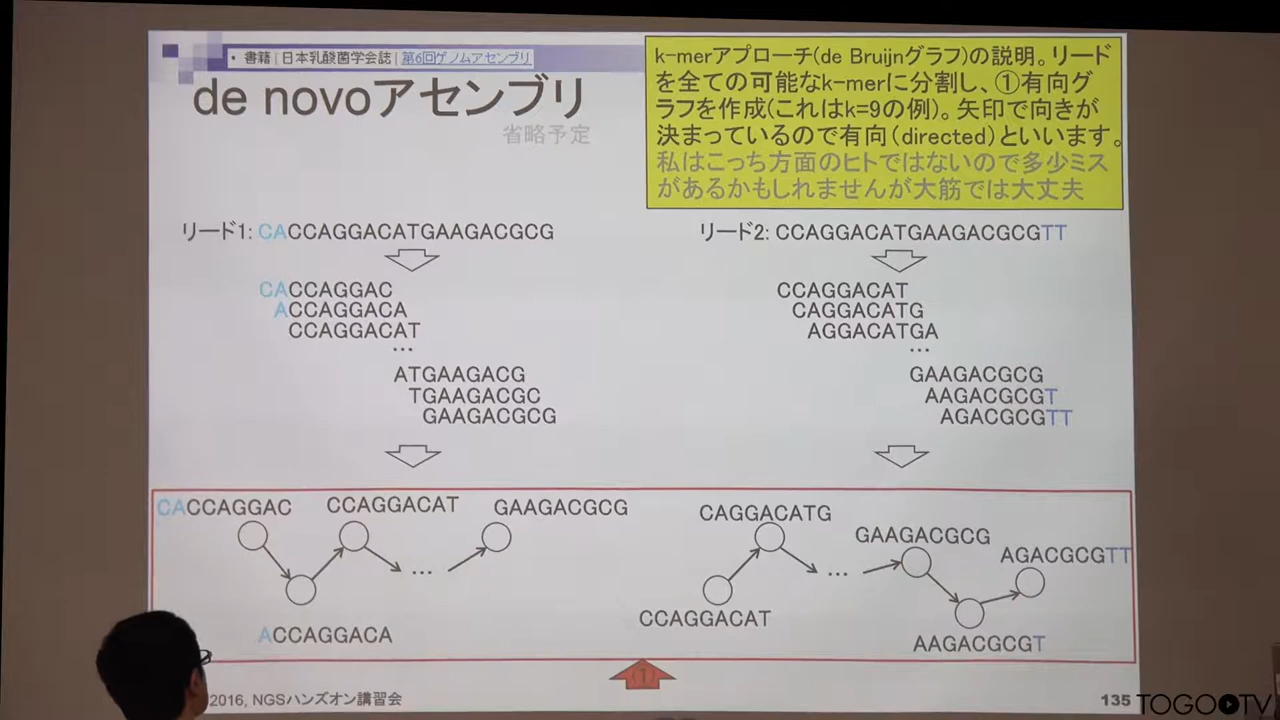 • 書籍 | 日本乳酸菌学会誌 | 第6回ゲノムアセンブリ
de novoアセンブリ
省略予定
k-merアプローチ(de Bruijnグラフ)の説明。リード
を全ての可能なk-merに分割し、①有向グ
ラフを作成(これはk=9の例)。矢印で向きが
決まっているので有向(directed)といいます。
私はこっち方面のヒトではないので多少ミス
があるかもしれませんが大筋では大丈夫
リード1: CACCAGGACATGAAGACGCG
CACCAGGAC
ACCAGGACA
CCAGGACAT
…
ATGAAGACG
TGAAGACGC
GAAGACGCG
リード2: CCAGGACATGAAGACGCGTT
CCAGGACAT
CAGGACATG
AGGACATGA
…
GAAGACGCG
AAGACGCGT
AGACGCGTT
CACCAGGAC
CCAGGACAT
GAAGACGCG
…
ACCAGGACA
CAGGACATG
GAAGACGCG
AGACGCGTT
…
CCAGGACAT
AAGACGCGT
①
2016, NGSハンズオン講習会
135
TOGOTV